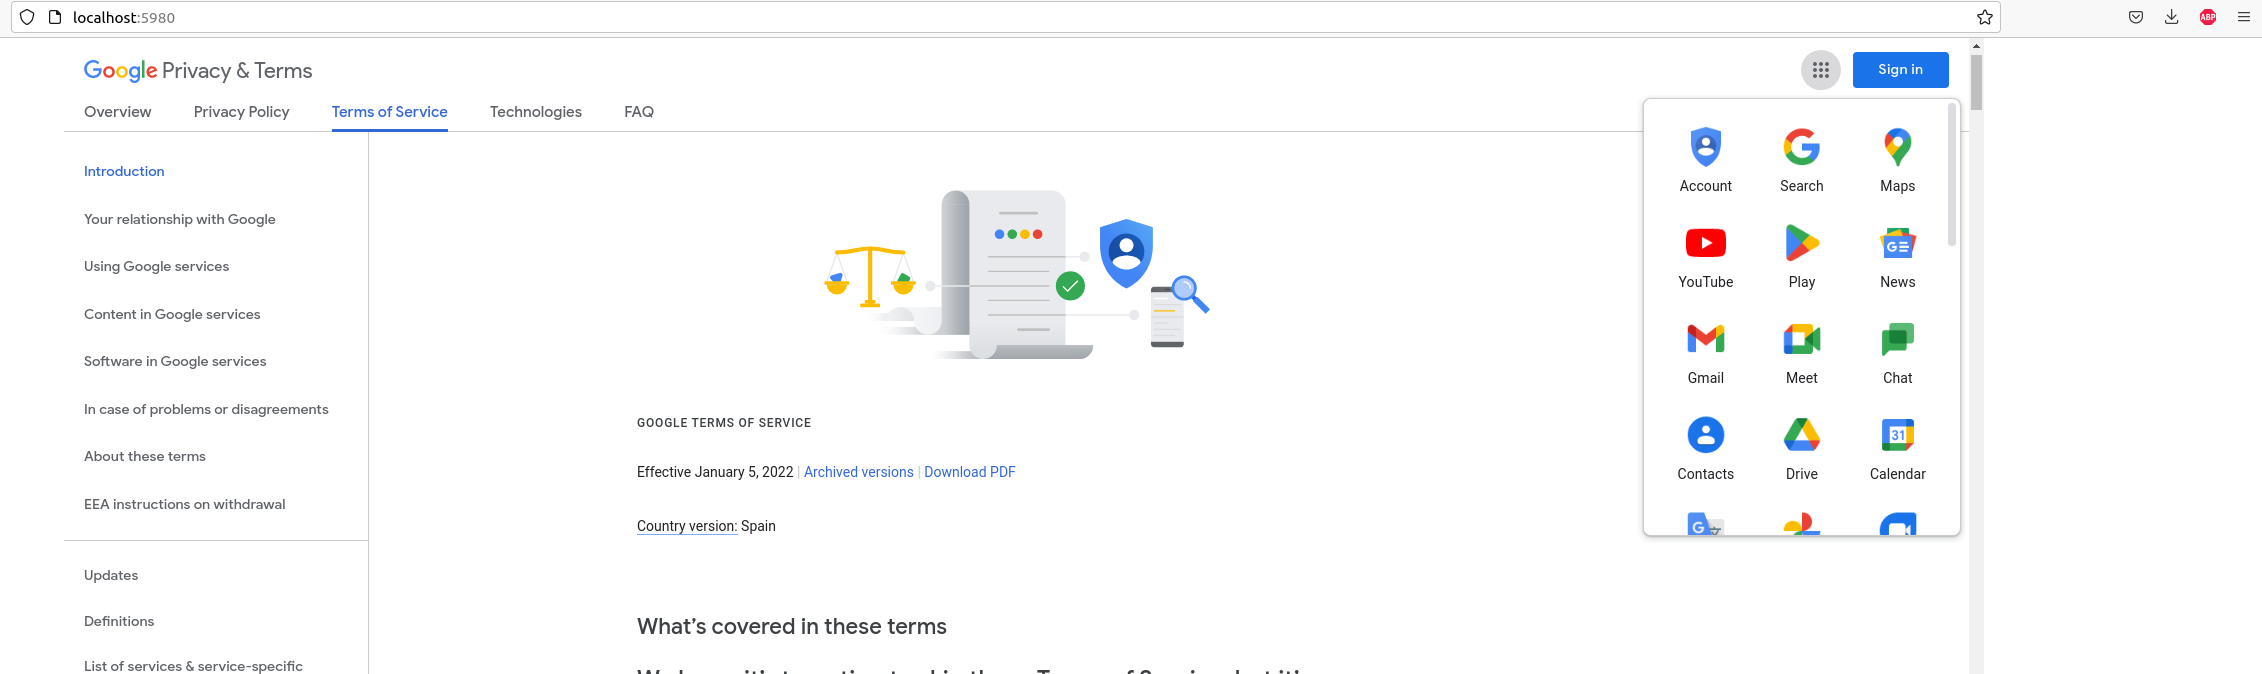 localhost:5980
ABP
Google Privacy & Terms
Sign in
Overview
Privacy Policy
Terms of Service
Technologies
FAQ
Introduction
Your relationship with Google
Using Google services
Content in Google services
Software in Google services
In case of problems or disagreements
About these terms
EEA instructions on withdrawal
Updates
Definitions
List of services & service-specific
GOOGLE TERMS OF SERVICE
Effective January 5, 2022 | Archived versions | Download PDF
Country version: Spain
What’s covered in these terms
Account
Search
Maps
YouTube
Play
News
Gmail
Meet
Chat
Contacts
Drive
31
Calendar